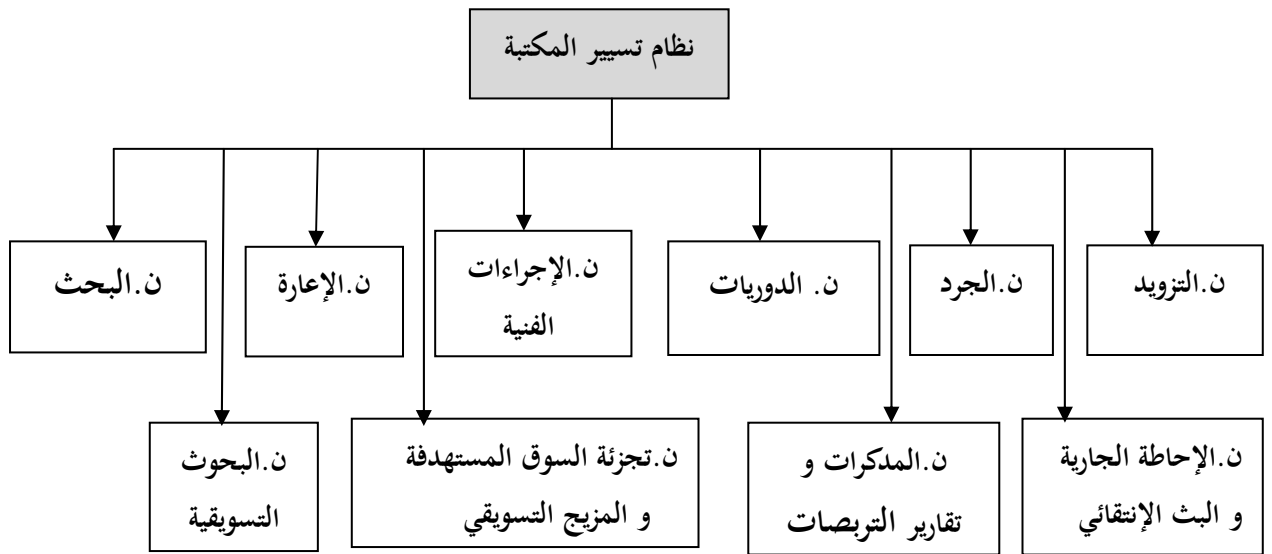 نظام تسيير المكتبة
ن.التزويد
ن.الجرد
ن. الدوريات
ن.الإجراءات
الفنية
ن.الإعارة
ن.البحث
ن.الإحاطة الجارية
و البث الإنتقائي
ن.المدكرات و
تقارير التربصات
ن.تجزئة السوق المستهدفة
و المزيج التسويقي
ن.البحوث
التسويقية